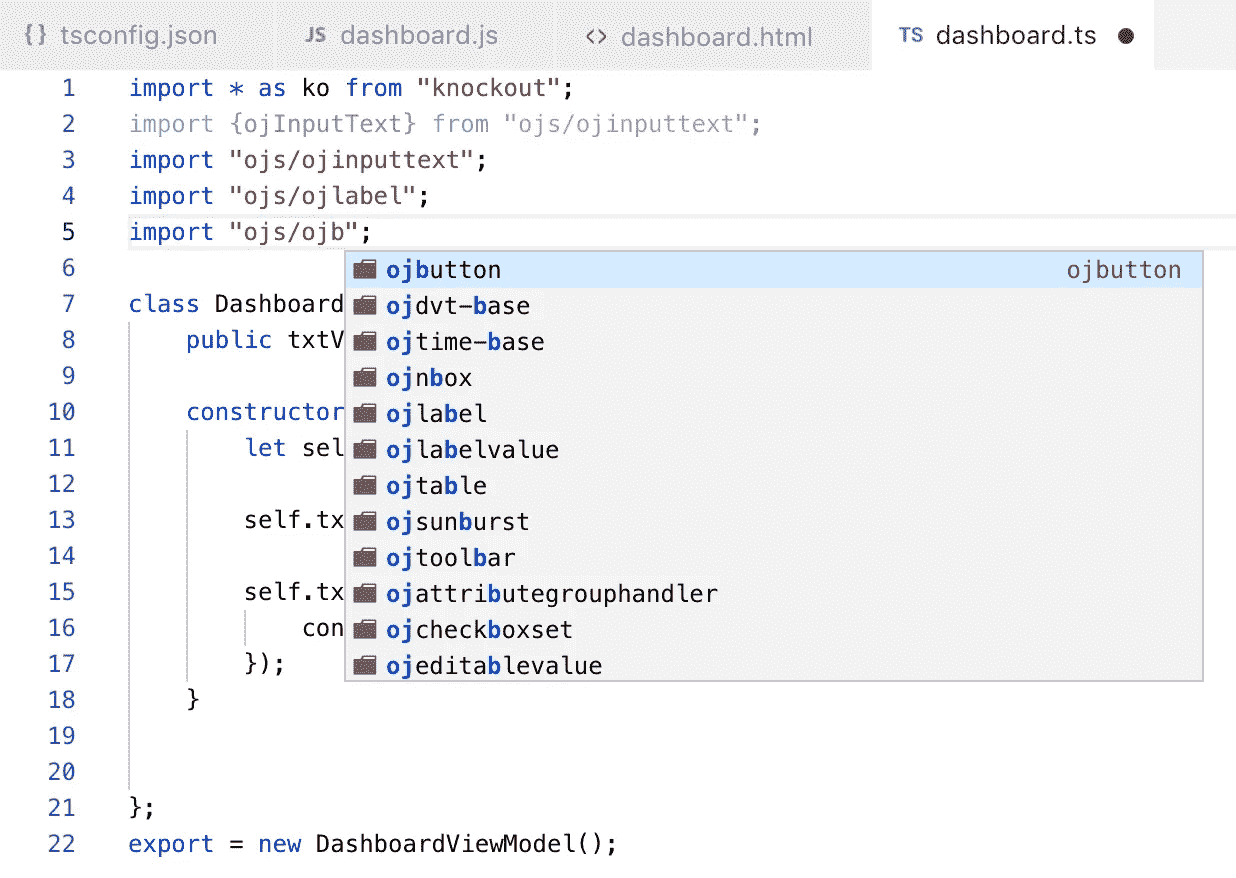 {} tsconfig.json JS dashboard.js <> dashboard.html TS dashboard.ts ●
1 import * as ko from "knockout";
2 import {ojInputText} from "ojs/ojinputtext";
3 import "ojs/ojinputtext";
4 import "ojs/ojlabel";
5 import "ojs/ojb";
6 ojbutton ojbutton
7 class Dashboard ojdvt-base
8 public txtV ojtime-base
9 ojnbox
10 constructor ojlabel
11 let sel ojlabelvalue
12 ojtable
13 self.tx ojsunburst
14 ojtoolbar
15 self.tx ojattributegrouphandler
16 con ojcheckboxset
17 }); ojeditablevalue
18 }
19
20
21 };
22 export = new DashboardViewModel();